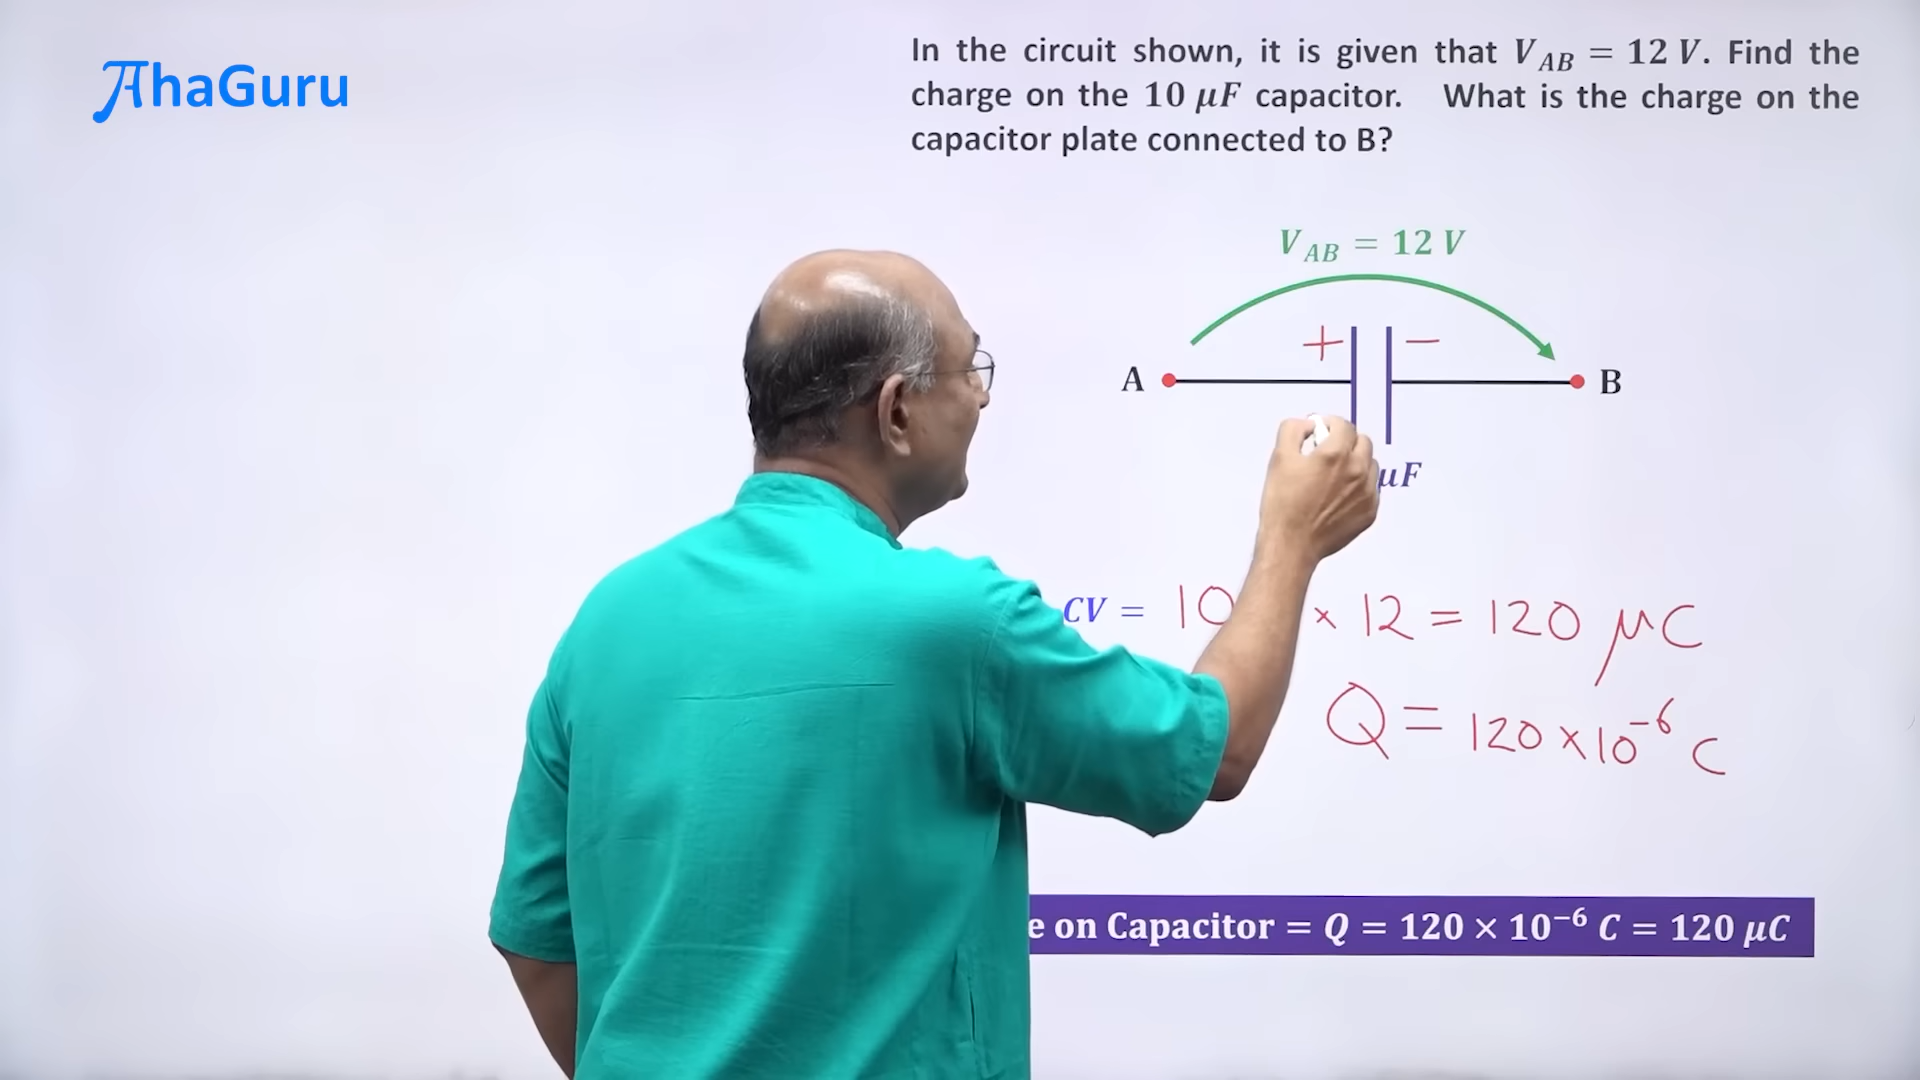 AhaGuru
In the circuit shown, it is given that V_AB = 12 V. Find the
charge on the 10 μF capacitor. What is the charge on the
capacitor plate connected to B?
V_AB = 12 V
+ −
A B
μF
CV = 10 × 12 = 120 μC
Q = 120 × 10⁻⁶ C
e on Capacitor = Q = 120 × 10⁻⁶ C = 120 μC